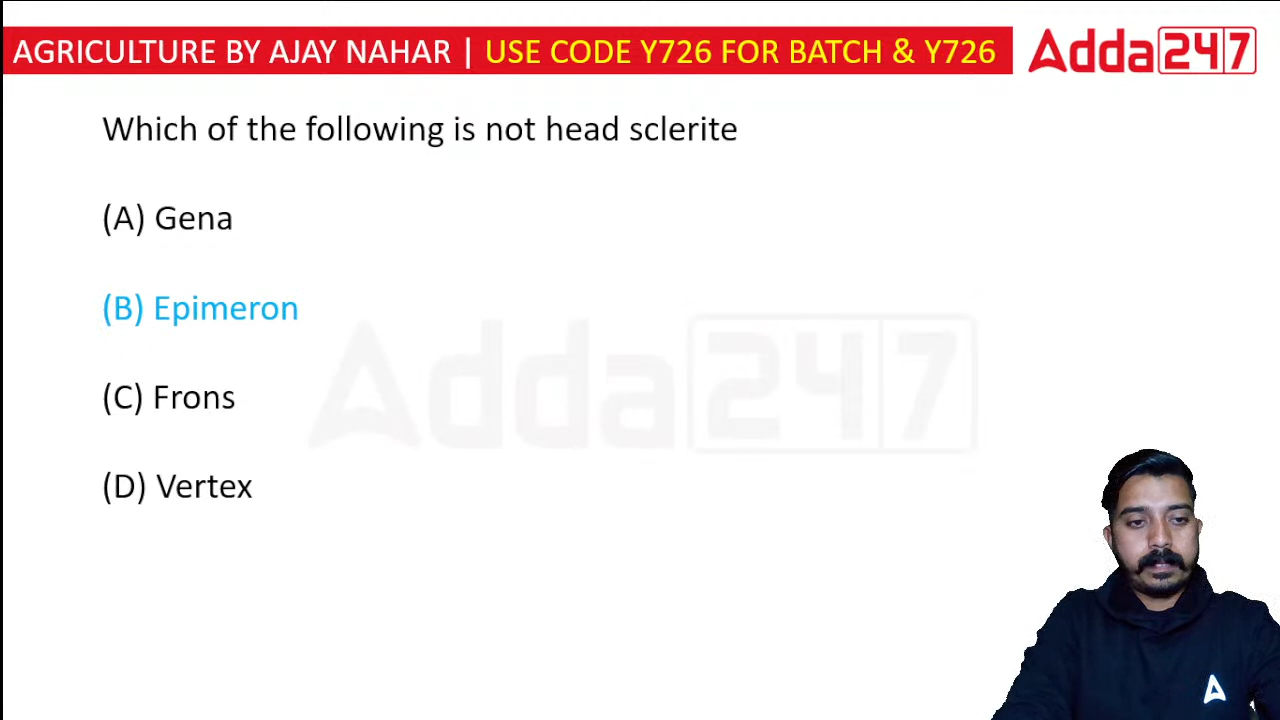 AGRICULTURE BY AJAY NAHAR | USE CODE Y726 FOR BATCH & Y726
Adda247
Which of the following is not head sclerite
(A) Gena
(B) Epimeron
(C) Frons
(D) Vertex
Adda247